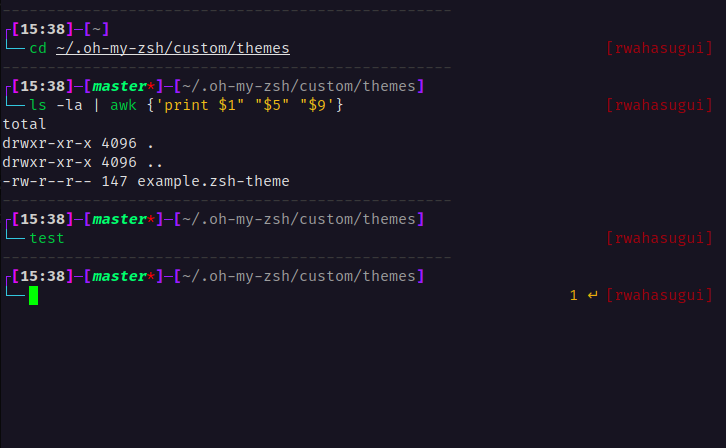 --------------------------------------------------
┌[15:38]─[~]
└── cd ~/.oh-my-zsh/custom/themes [rwahasugui]
--------------------------------------------------
┌[15:38]─[master*]─[~/.oh-my-zsh/custom/themes]
└── ls -la | awk {'print $1" "$5" "$9'} [rwahasugui]
total
drwxr-xr-x 4096 .
drwxr-xr-x 4096 ..
-rw-r--r-- 147 example.zsh-theme
--------------------------------------------------
┌[15:38]─[master*]─[~/.oh-my-zsh/custom/themes]
└── test [rwahasugui]
--------------------------------------------------
┌[15:38]─[master*]─[~/.oh-my-zsh/custom/themes]
└── 1 ↵ [rwahasugui]